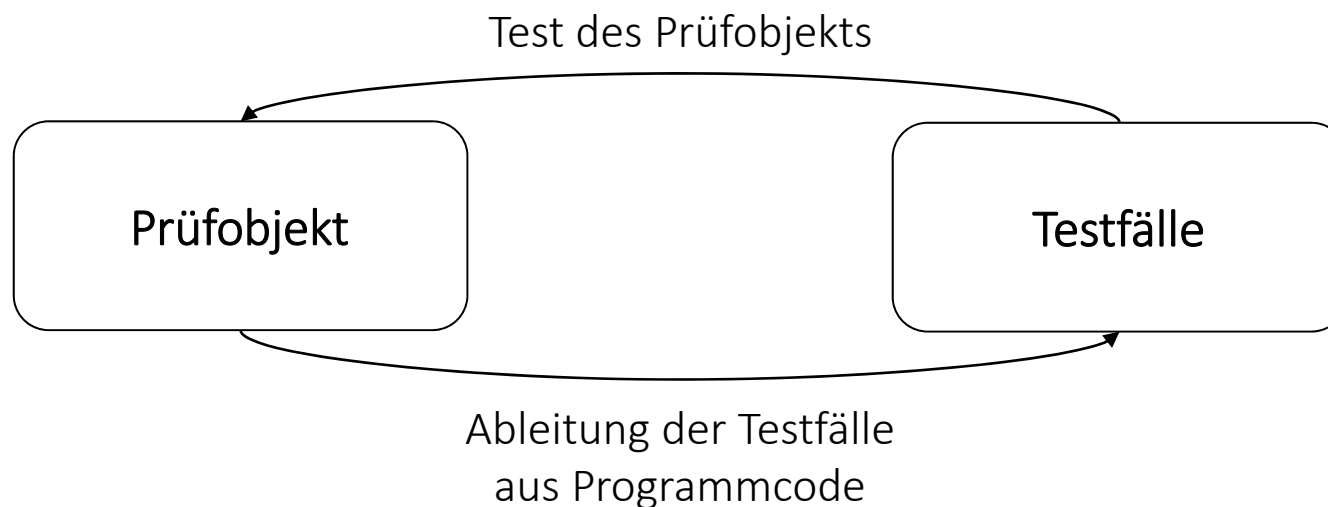 Test des Prüfobjekts
Prüfobjekt
Testfälle
Ableitung der Testfälle
aus Programmcode